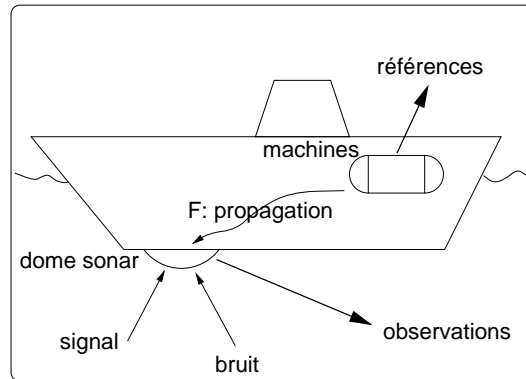 références
machines
F: propagation
dome sonar
signal
bruit
observations